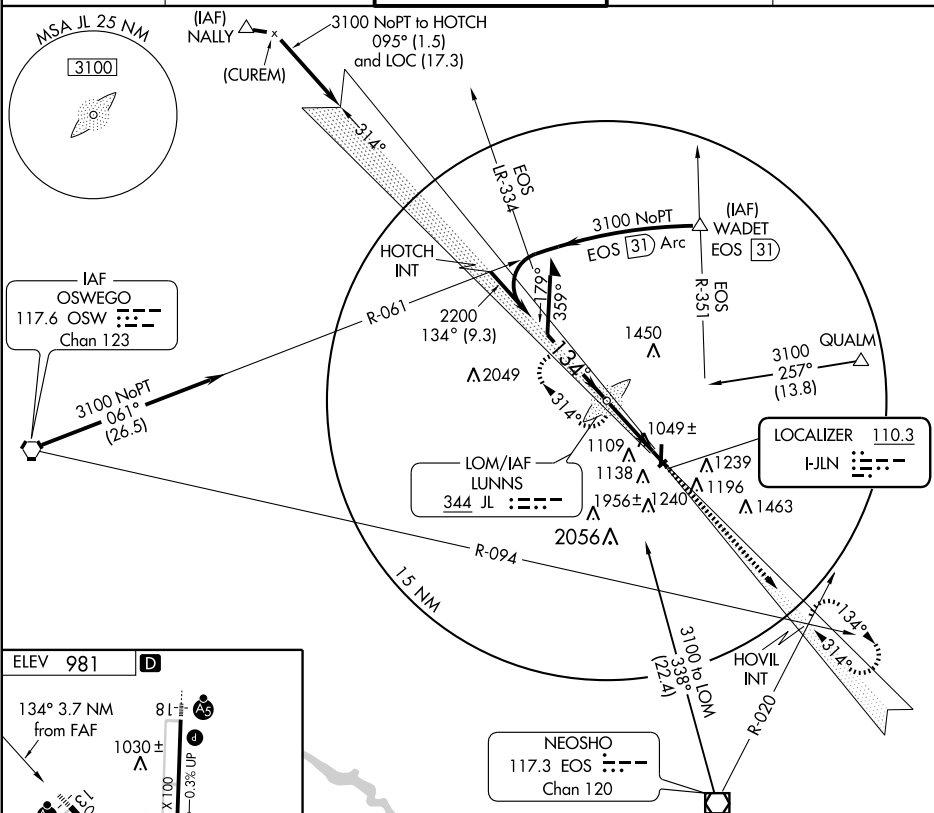 MSA JL 25 NM
3100
(IAF)
NALLY
(CUREM)
3100 NoPT to HOTCH
095° (1.5)
and LOC (17.3)
314°
EOS
LR-334
3100 NoPT
EOS 31 Arc
(IAF)
WADET
EOS 31
EOS
R-351
HOTCH
INT
179°
359°
2200
134° (9.3)
134°
314°
IAF
OSWEGO
117.6 OSW
Chan 123
R-061
3100 NoPT
061°
(26.5)
2049
1450
QUALM
3100
257°
(13.8)
LOM/IAF
LUNNS
344 JL
1049±
1109
1138
1239
1196
1956±
1240
1463
2056
LOCALIZER 110.3
I-JLN
R-094
15 NM
3100 to LOM
338°
(22.4)
HOVIL
INT
134°
314°
R-020
NEOSHO
117.3 EOS
Chan 120
ELEV 981
D
134° 3.7 NM
from FAF
18
A5
P
1030 ±
X 100
0.3% UP